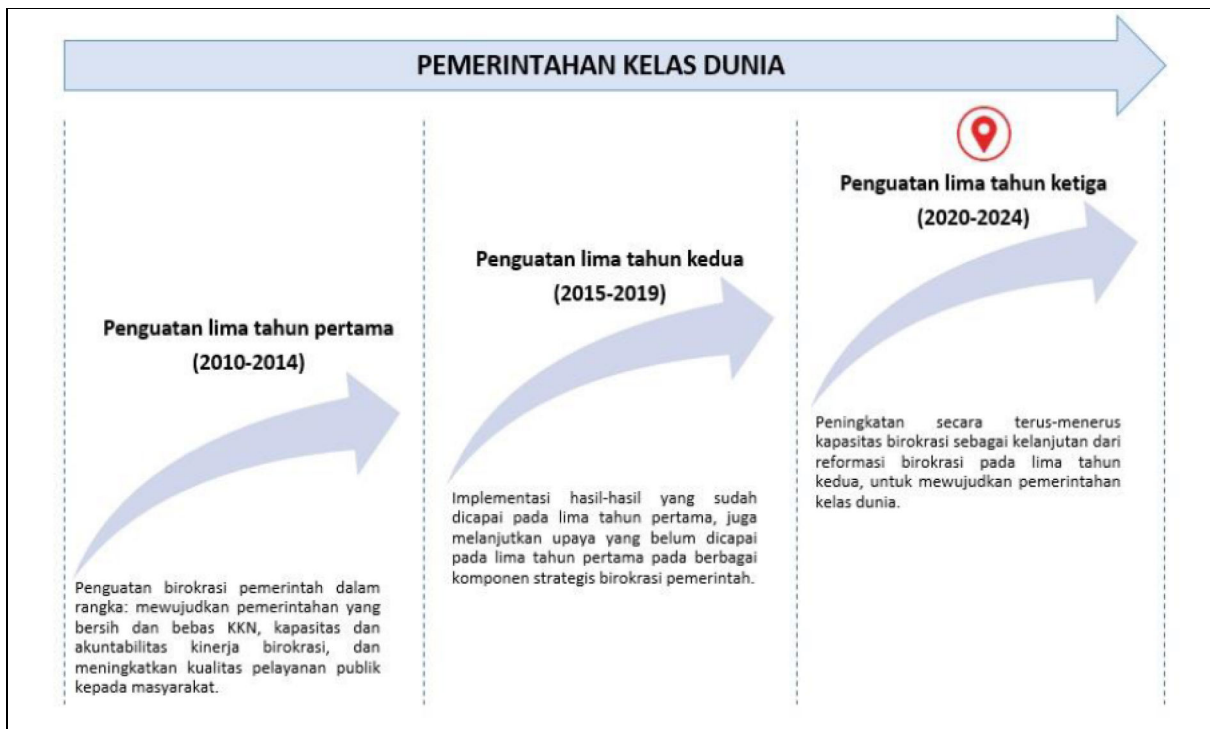 PEMERINTAHAN KELAS DUNIA
Penguatan lima tahun pertama
(2010-2014)
Penguatan birokrasi pemerintah dalam
rangka: mewujudkan pemerintahan yang
bersih dan bebas KKN, kapasitas dan
akuntabilitas kinerja birokrasi, dan
meningkatkan kualitas pelayanan publik
kepada masyarakat.
Penguatan lima tahun kedua
(2015-2019)
Implementasi hasil-hasil yang sudah
dicapai pada lima tahun pertama, juga
melanjutkan upaya yang belum dicapai
pada lima tahun pertama pada berbagai
komponen strategis birokrasi pemerintah.
Penguatan lima tahun ketiga
(2020-2024)
Peningkatan secara terus-menerus
kapasitas birokrasi sebagai kelanjutan dari
reformasi birokrasi pada lima tahun
kedua, untuk mewujudkan pemerintahan
kelas dunia.